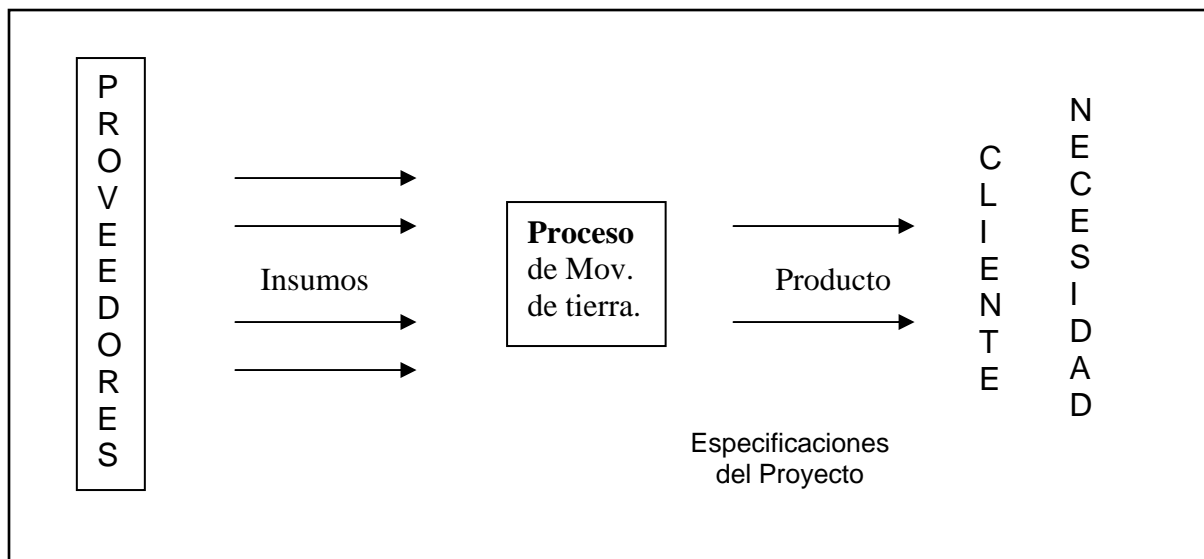 PROVEEDORES
Insumos
Proceso
de Mov.
de tierra.
Producto
Especificaciones
del Proyecto
CLIENTE
NECESIDAD